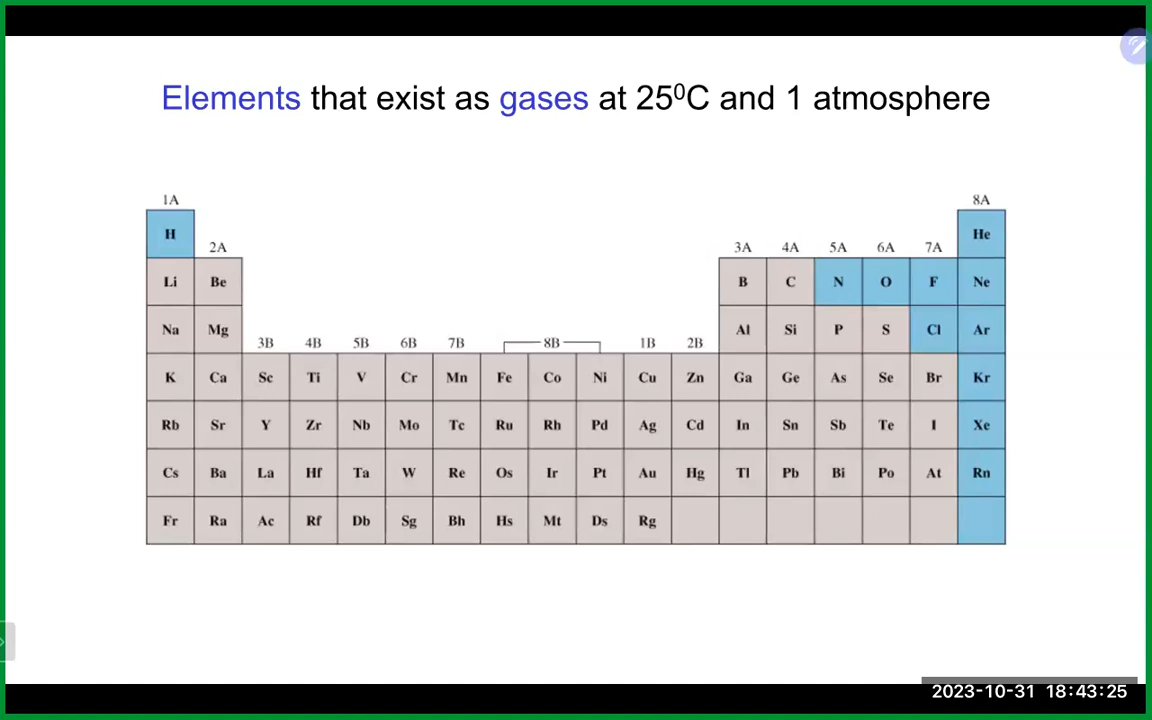 Elements that exist as gases at 25⁰C and 1 atmosphere
1A 8A
H He
2A 3A 4A 5A 6A 7A
Li Be B C N O F Ne
Na Mg Al Si P S Cl Ar
3B 4B 5B 6B 7B 8B 1B 2B
K Ca Sc Ti V Cr Mn Fe Co Ni Cu Zn Ga Ge As Se Br Kr
Rb Sr Y Zr Nb Mo Tc Ru Rh Pd Ag Cd In Sn Sb Te I Xe
Cs Ba La Hf Ta W Re Os Ir Pt Au Hg Tl Pb Bi Po At Rn
Fr Ra Ac Rf Db Sg Bh Hs Mt Ds Rg
2023-10-31 18:43:25